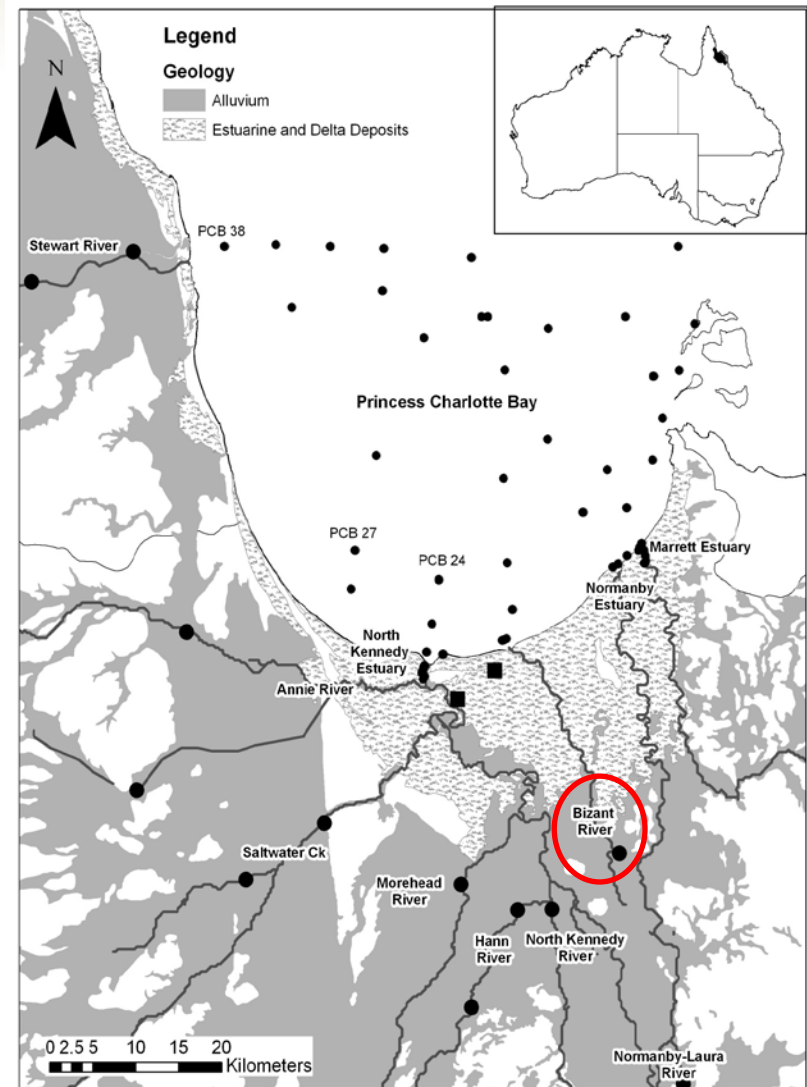 Legend
Geology
Alluvium
Estuarine and Delta Deposits
N
PCB 38
Stewart River
Princess Charlotte Bay
PCB 27
PCB 24
Marrett Estuary
Normanby
Estuary
North
Kennedy
Estuary
Annie River
Bizant
River
Saltwater Ck
Morehead
River
Hann
River
North Kennedy
River
Normanby-Laura
River
0 2.5 5 10 15 20
Kilometers